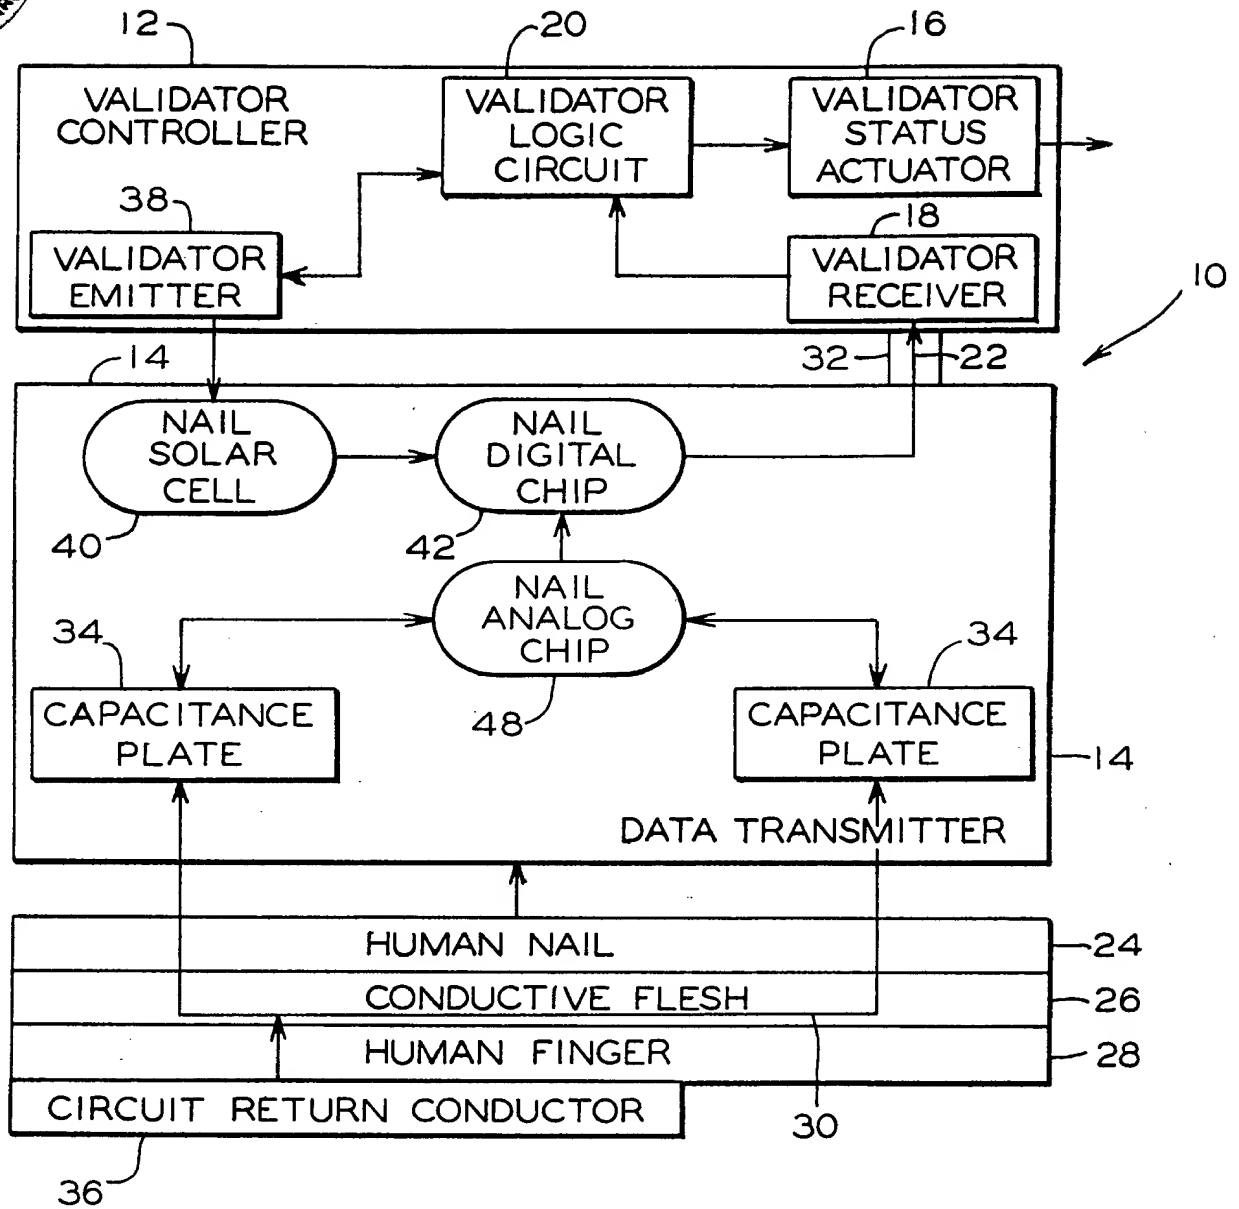 12
20
16
VALIDATOR
CONTROLLER
VALIDATOR
LOGIC
CIRCUIT
VALIDATOR
STATUS
ACTUATOR
38
VALIDATOR
EMITTER
18
VALIDATOR
RECEIVER
10
14
32
22
NAIL
SOLAR
CELL
NAIL
DIGITAL
CHIP
40
42
NAIL
ANALOG
CHIP
34
34
48
CAPACITANCE
PLATE
CAPACITANCE
PLATE
14
DATA TRANSMITTER
HUMAN NAIL
24
CONDUCTIVE FLESH
26
HUMAN FINGER
28
CIRCUIT RETURN CONDUCTOR
30
36